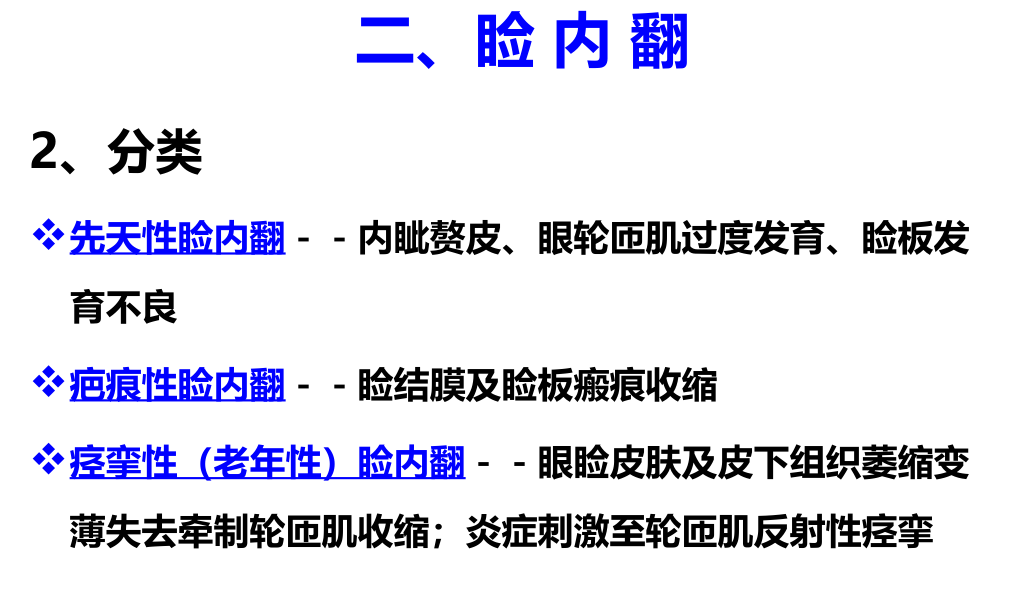 二、睑 内 翻
2、分类
❖先天性睑内翻－－内眦赘皮、眼轮匝肌过度发育、睑板发
育不良
❖疤痕性睑内翻－－睑结膜及睑板瘢痕收缩
❖痉挛性（老年性）睑内翻－－眼睑皮肤及皮下组织萎缩变
薄失去牵制轮匝肌收缩；炎症刺激至轮匝肌反射性痉挛